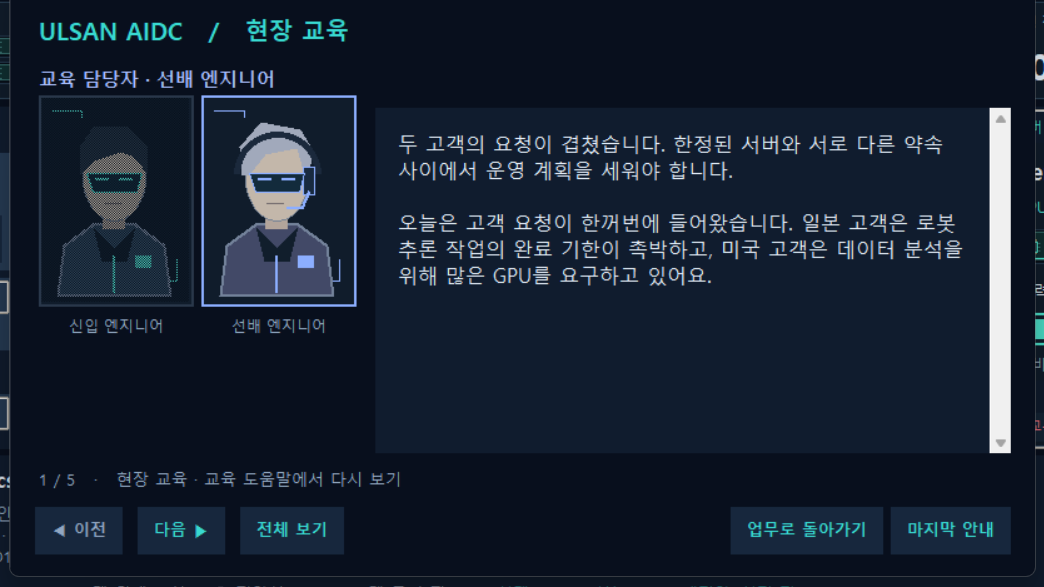 ULSAN AIDC / 현장 교육
교육 담당자 · 선배 엔지니어
신입 엔지니어
선배 엔지니어
두 고객의 요청이 겹쳤습니다. 한정된 서버와 서로 다른 약속
사이에서 운영 계획을 세워야 합니다.
오늘은 고객 요청이 한꺼번에 들어왔습니다. 일본 고객은 로봇
추론 작업의 완료 기한이 촉박하고, 미국 고객은 데이터 분석을
위해 많은 GPU를 요구하고 있어요.
1 / 5 · 현장 교육 · 교육 도움말에서 다시 보기
◀ 이전
다음 ▶
전체 보기
업무로 돌아가기
마지막 안내